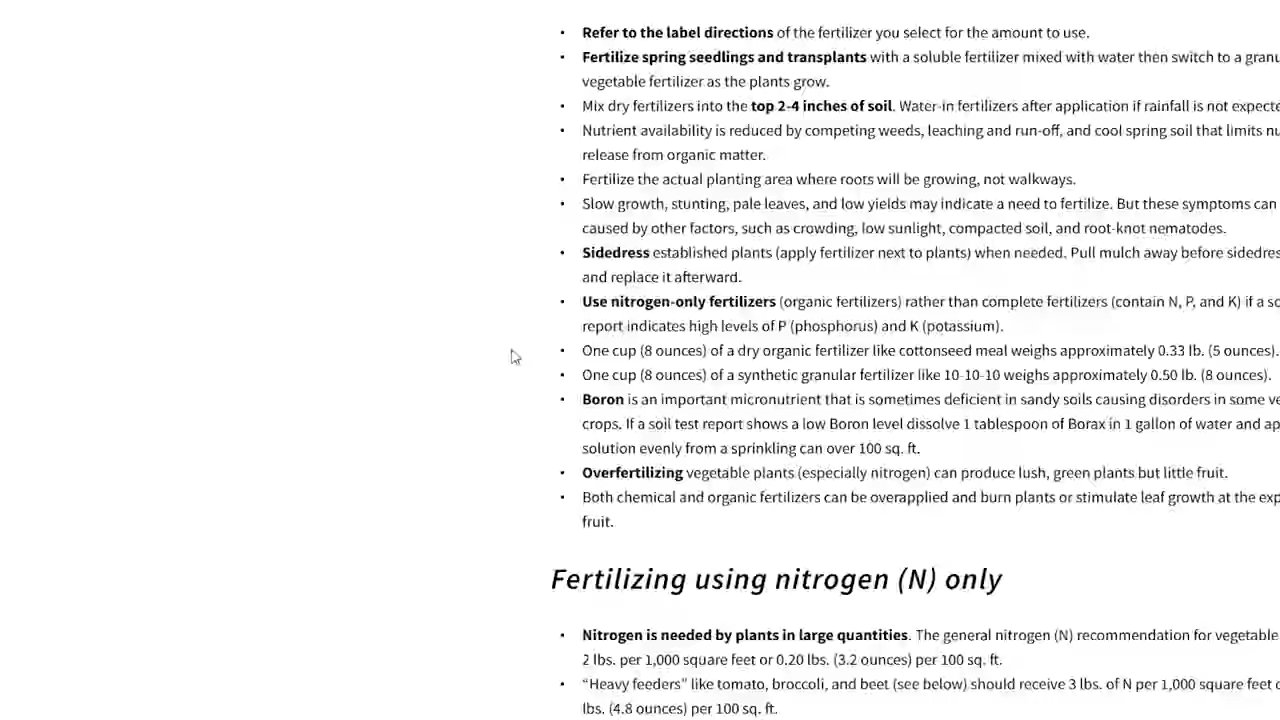 • Refer to the label directions of the fertilizer you select for the amount to use.
• Fertilize spring seedlings and transplants with a soluble fertilizer mixed with water then switch to a
vegetable fertilizer as the plants grow.
• Mix dry fertilizers into the top 2-4 inches of soil. Water-in fertilizers after application if rainfall is not
• Nutrient availability is reduced by competing weeds, leaching and run-off, and cool spring soil that limits
release from organic matter.
• Fertilize the actual planting area where roots will be growing, not walkways.
• Slow growth, stunting, pale leaves, and low yields may indicate a need to fertilize. But these symptoms can
caused by other factors, such as crowding, low sunlight, compacted soil, and root-knot nematodes.
• Sidedress established plants (apply fertilizer next to plants) when needed. Pull mulch away before
and replace it afterward.
• Use nitrogen-only fertilizers (organic fertilizers) rather than complete fertilizers (contain N, P, and K) if a
report indicates high levels of P (phosphorus) and K (potassium).
• One cup (8 ounces) of a dry organic fertilizer like cottonseed meal weighs approximately 0.33 lb. (5 ounces).
• One cup (8 ounces) of a synthetic granular fertilizer like 10-10-10 weighs approximately 0.50 lb. (8 ounces).
• Boron is an important micronutrient that is sometimes deficient in sandy soils causing disorders in some
crops. If a soil test report shows a low Boron level dissolve 1 tablespoon of Borax in 1 gallon of water and
solution evenly from a sprinkling can over 100 sq. ft.
• Overfertilizing vegetable plants (especially nitrogen) can produce lush, green plants but little fruit.
• Both chemical and organic fertilizers can be overapplied and burn plants or stimulate leaf growth at the
fruit.
Fertilizing using nitrogen (N) only
• Nitrogen is needed by plants in large quantities. The general nitrogen (N) recommendation for vegetable
2 lbs. per 1,000 square feet or 0.20 lbs. (3.2 ounces) per 100 sq. ft.
• “Heavy feeders” like tomato, broccoli, and beet (see below) should receive 3 lbs. of N per 1,000 square feet
lbs. (4.8 ounces) per 100 sq. ft.